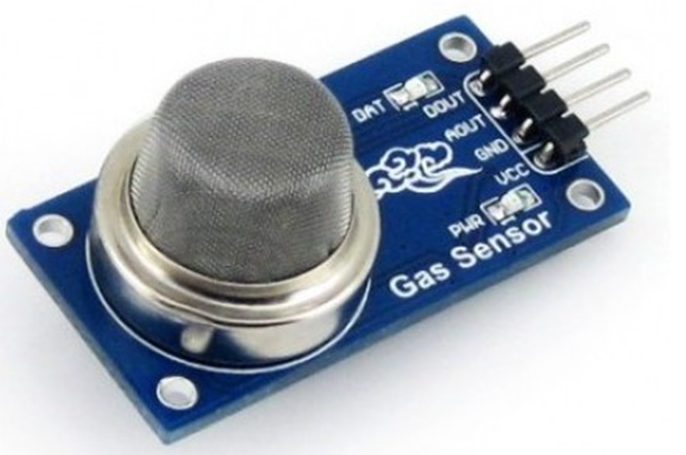 DAT
DOUT
AOUT
GND
VCC
PWR
Gas Sensor